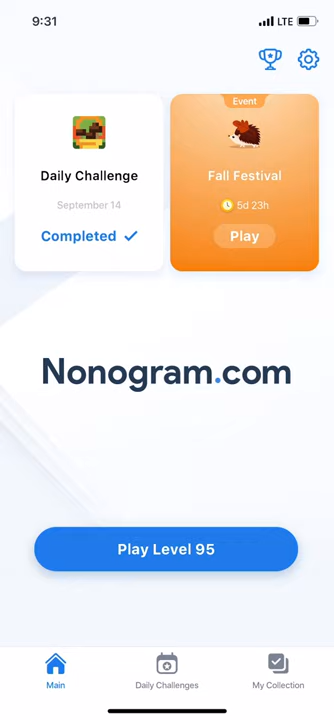 9:31
LTE
Event
Daily Challenge
Fall Festival
September 14
5d 23h
Completed
Play
Nonogram.com
Play Level 95
Main
Daily Challenges
My Collection